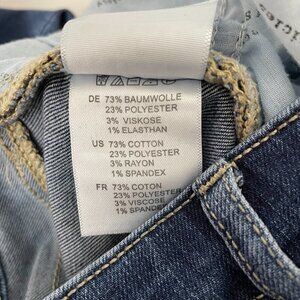 DE 73% BAUMWOLLE
23% POLYESTER
3% VISKOSE
1% ELASTHAN
US 73% COTTON
23% POLYESTER
3% RAYON
1% SPANDEX
FR 73% COTON
23% POLYESTER
3% VISCOSE
1% SPANDEX